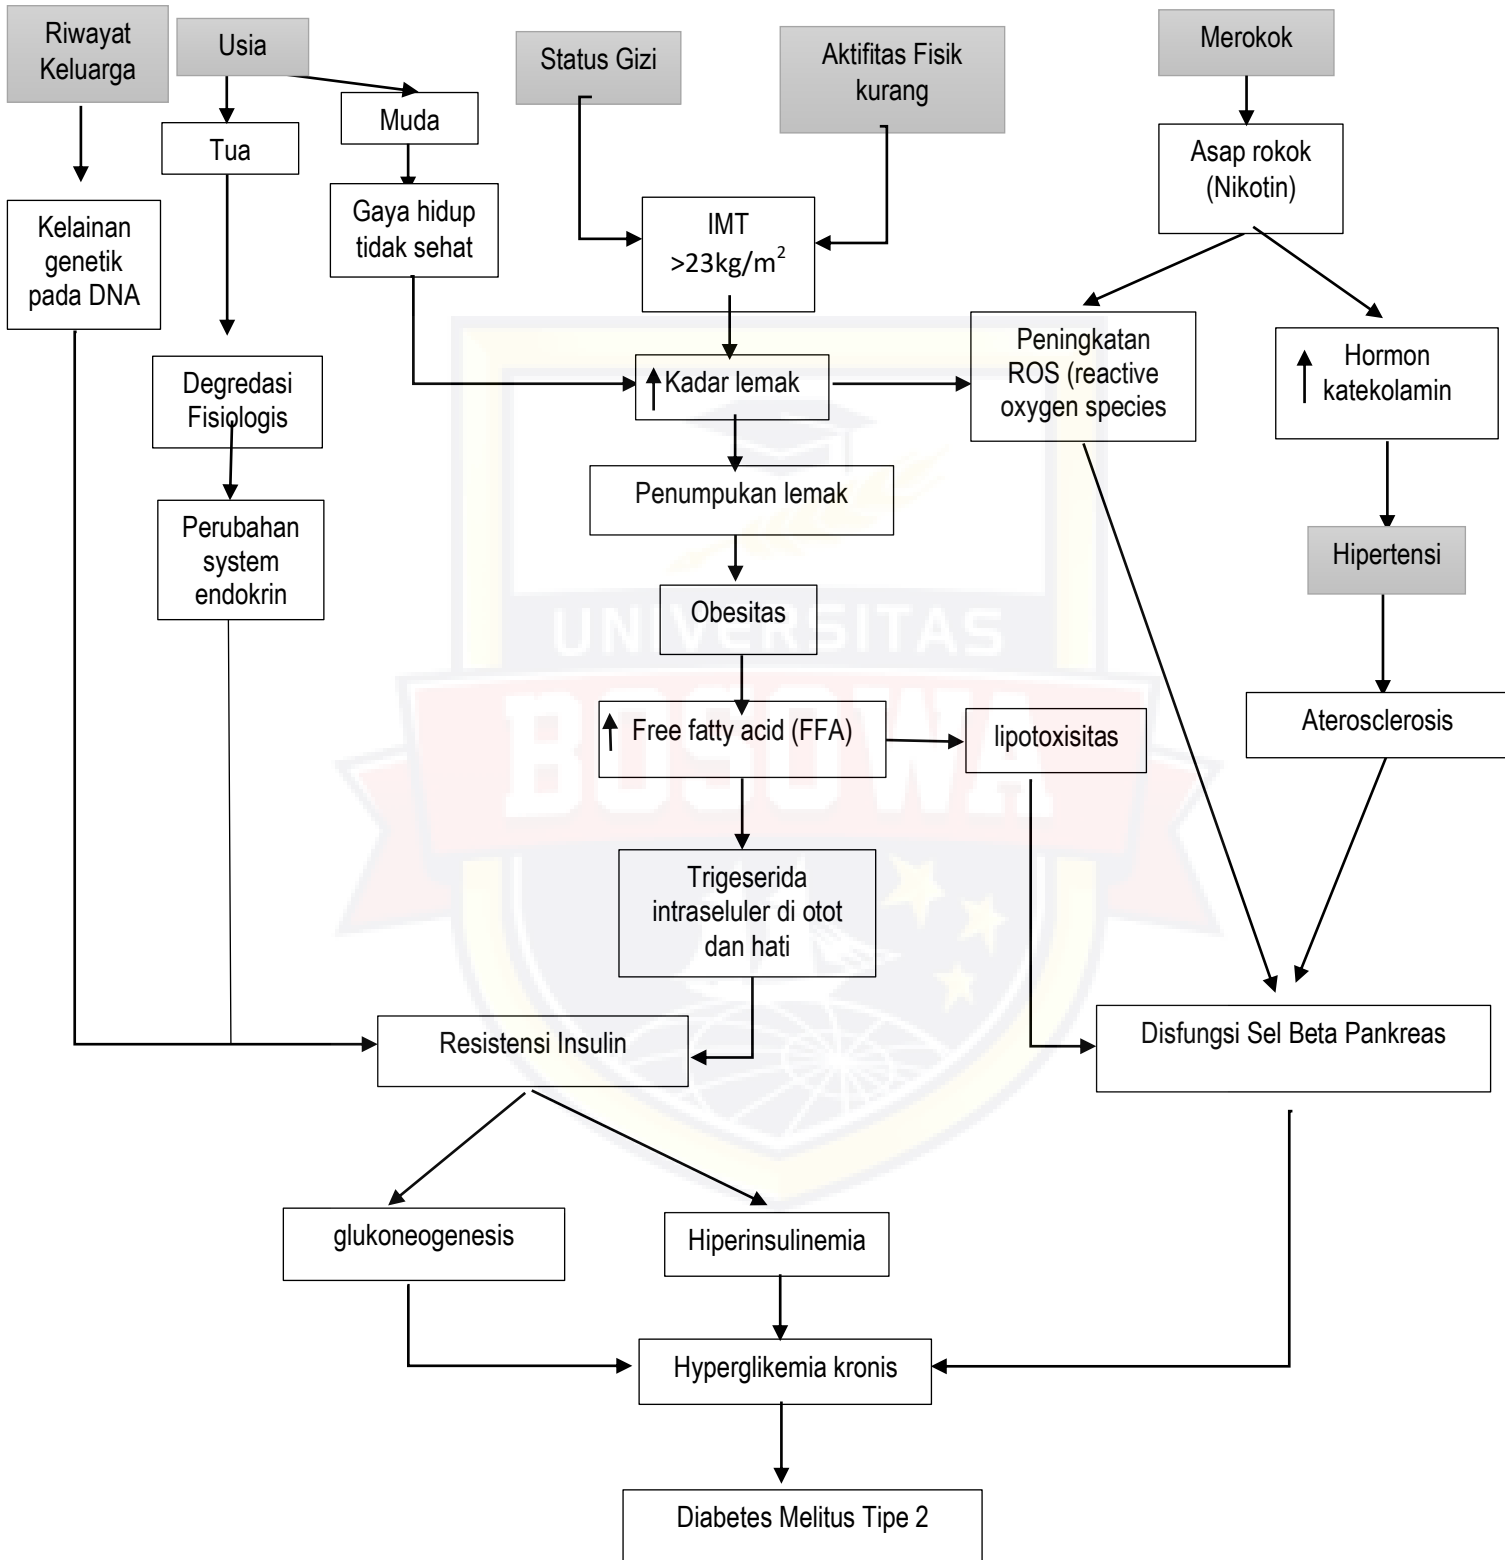 Riwayat
Keluarga
Usia
Status Gizi
Aktifitas Fisik
kurang
Merokok
Tua
Muda
Asap rokok
(Nikotin)
Kelainan
genetik
pada DNA
Gaya hidup
tidak sehat
IMT
>23kg/m²
Degredasi
Fisiologis
Kadar lemak
Peningkatan
ROS (reactive
oxygen species
Hormon
katekolamin
Penumpukan lemak
Perubahan
system
endokrin
Hipertensi
Obesitas
UNIVERSITAS
BOSOWA
Free fatty acid (FFA)
lipotoxisitas
Aterosclerosis
Trigeserida
intraseluler di otot
dan hati
Resistensi Insulin
Disfungsi Sel Beta Pankreas
glukoneogenesis
Hiperinsulinemia
Hyperglikemia kronis
Diabetes Melitus Tipe 2